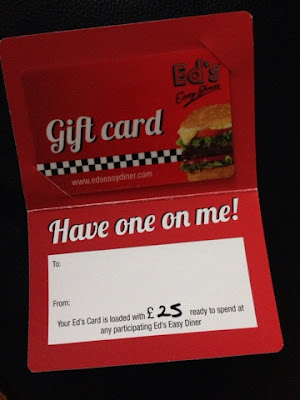 Ed's
Easy Diner
Gift card
www.edseasydiner.com
Have one on me!
To:
From:
Your Ed's Card is loaded with £25 ready to spend at
any participating Ed's Easy Diner